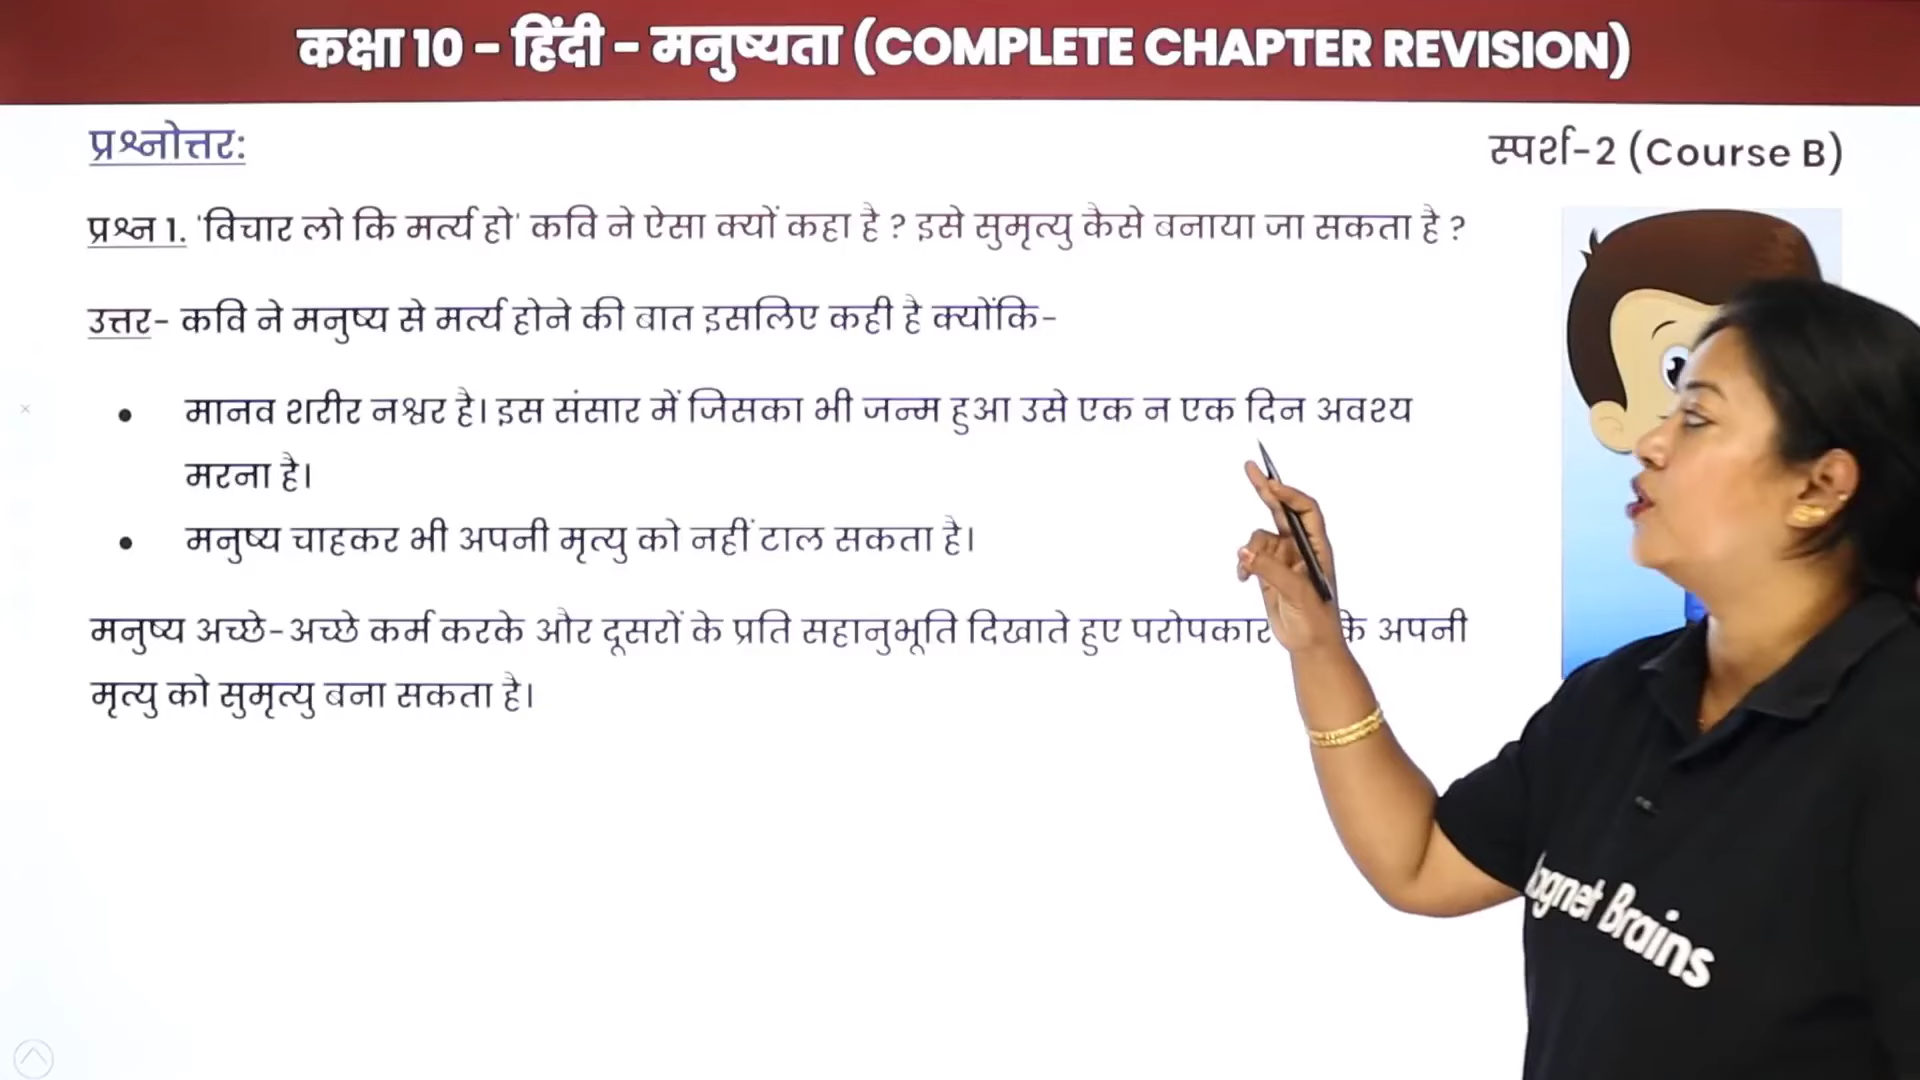 कक्षा 10 - हिंदी - मनुष्यता (COMPLETE CHAPTER REVISION)
प्रश्नोत्तर:
स्पर्श-2 (Course B)
प्रश्न 1. 'विचार लो कि मर्त्य हो' कवि ने ऐसा क्यों कहा है ? इसे सुमृत्यु कैसे बनाया जा सकता है ?
उत्तर- कवि ने मनुष्य से मर्त्य होने की बात इसलिए कही है क्योंकि-
• मानव शरीर नश्वर है। इस संसार में जिसका भी जन्म हुआ उसे एक न एक दिन अवश्य
मरना है।
• मनुष्य चाहकर भी अपनी मृत्यु को नहीं टाल सकता है।
मनुष्य अच्छे-अच्छे कर्म करके और दूसरों के प्रति सहानुभूति दिखाते हुए परोपकार के अपनी
मृत्यु को सुमृत्यु बना सकता है।
Brains